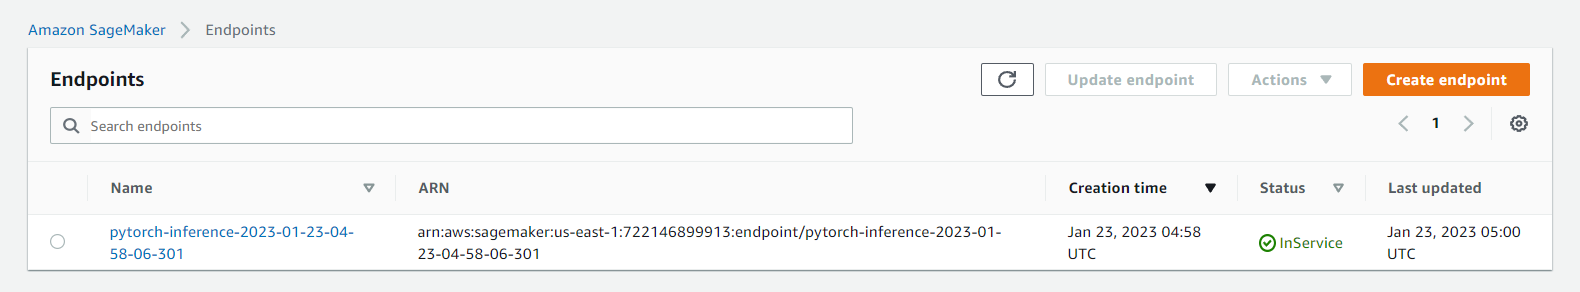 Amazon SageMaker > Endpoints
Endpoints
Update endpoint
Actions
Create endpoint
Search endpoints
1
Name ARN Creation time Status Last updated
pytorch-inference-2023-01-23-04- arn:aws:sagemaker:us-east-1:722146899913:endpoint/pytorch-inference-2023-01- Jan 23, 2023 04:58 InService Jan 23, 2023 05:00
58-06-301 23-04-58-06-301 UTC UTC